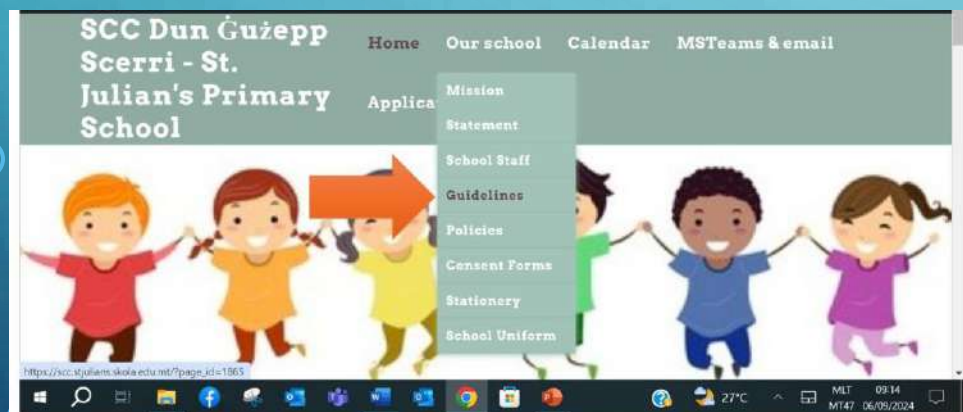 SCC Dun Ġużepp
Scerri - St.
Julian's Primary
School
Home Our school Calendar MSTeams & email
Applica
Mission
Statement
School Staff
Guidelines
Policies
Consent Forms
Stationery
School Uniform
https://scc.stjulians.skola.edu.mt/?page_id=1865
27°C
MLT 09:14
MT47 06/09/2024